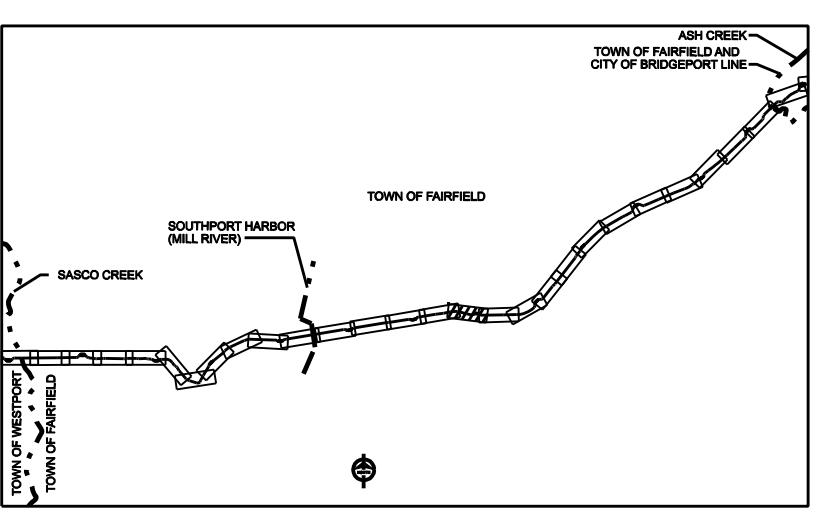 ASH CREEK
TOWN OF FAIRFIELD AND
CITY OF BRIDGEPORT LINE
TOWN OF FAIRFIELD
SOUTHPORT HARBOR
(MILL RIVER)
SASCO CREEK
TOWN OF WESTPORT
TOWN OF FAIRFIELD